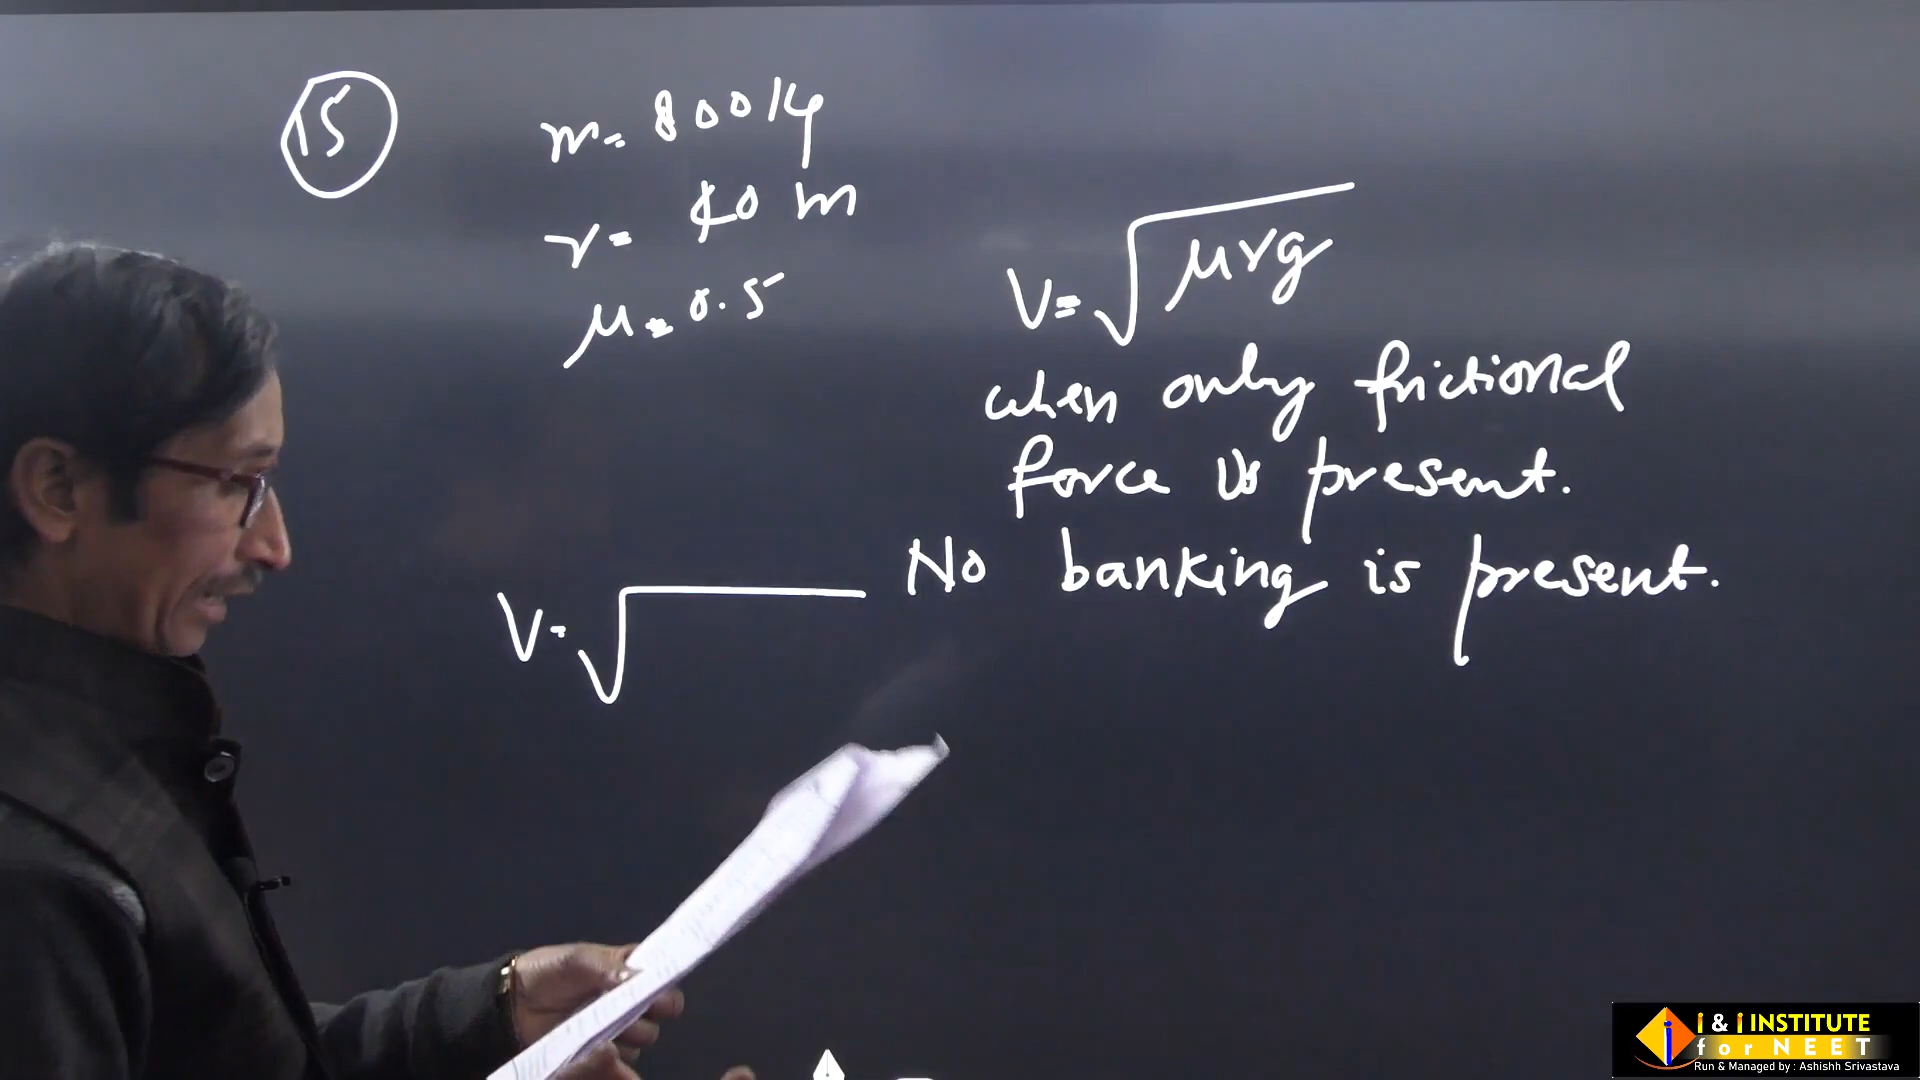 15
m= 800 kg
r= 40 m
μ= 0.5
V= √μrg
when only frictional
force is present.
No banking is present.
V= √
i & i INSTITUTE
for NEET
Run & Managed by : Ashishh Srivastava